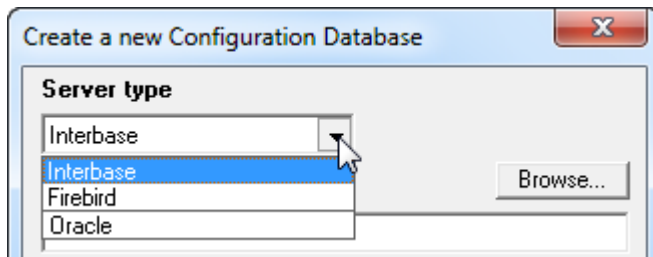 Create a new Configuration Database
Server type
Interbase
Interbase
Browse...
Firebird
Oracle